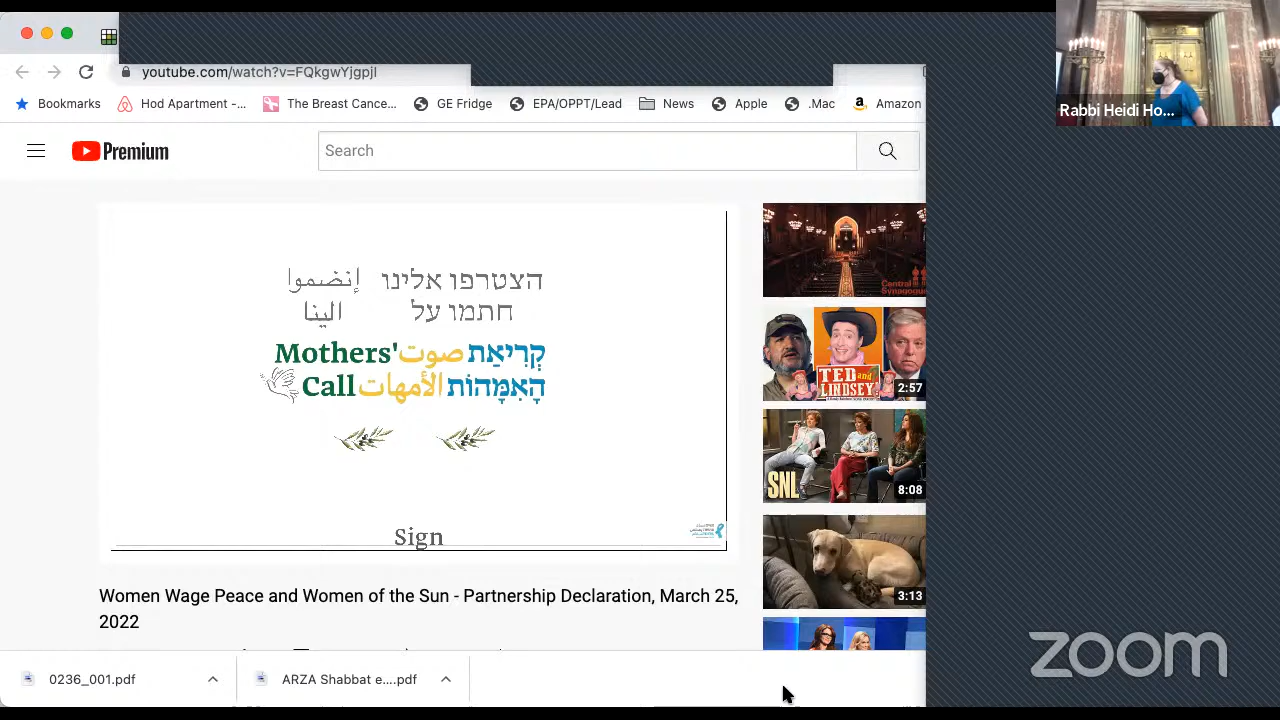 youtube.com/watch?v=FQkgwYjgpjI
Bookmarks Hod Apartment -... The Breast Cance... GE Fridge EPA/OPPT/Lead News Apple .Mac Amazon
Premium
Search
Rabbi Heidi Ho...
הצטרפו אלינו إنضموا
חתמו על الينا
Mothers' صوت קְרִיאַת
Call الأمهات הָאִמָּהוֹת
Sign
Women Wage Peace and Women of the Sun - Partnership Declaration, March 25,
2022
Central
Synagogue
TED and
LINDSEY
2:57
SNL
8:08
3:13
0236_001.pdf
ARZA Shabbat e....pdf
zoom